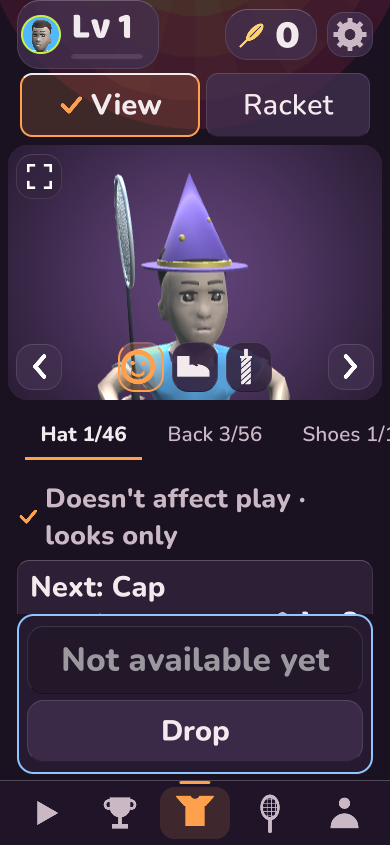 Lv 1
0
View
Racket
Hat 1/46
Back 3/56
Shoes 1/1
Doesn't affect play ·
looks only
Next: Cap
Not available yet
Drop